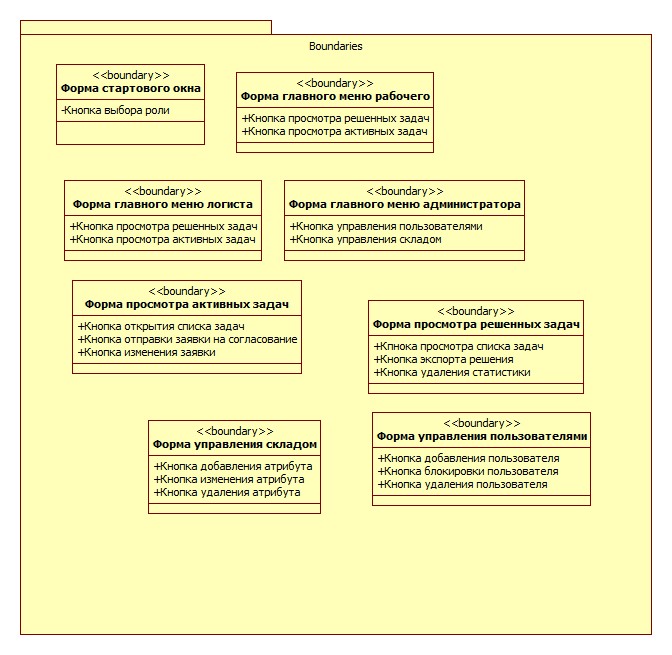 Boundaries
<<boundary>>
Форма стартового окна
-Кнопка выбора роли
<<boundary>>
Форма главного меню рабочего
+Кнопка просмотра решенных задач
+Кнопка просмотра активных задач
<<boundary>>
Форма главного меню логиста
+Кнопка просмотра решенных задач
+Кнопка просмотра активных задач
<<boundary>>
Форма главного меню администратора
+Кнопка управления пользователями
+Кнопка управления складом
<<boundary>>
Форма просмотра активных задач
+Кнопка открытия списка задач
+Кнопка отправки заявки на согласование
+Кнопка изменения заявки
<<boundary>>
Форма просмотра решенных задач
+Кпнока просмотра списка задач
+Кнопка экспорта решения
+Кнопка удаления статистики
<<boundary>>
Форма управления складом
+Кнопка добавления атрибута
+Кнопка изменения атрибута
+Кнопка удаления атрибута
<<boundary>>
Форма управления пользователями
+Кнопка добавления пользователя
+Кнопка блокировки пользователя
+Кнопка удаления пользователя